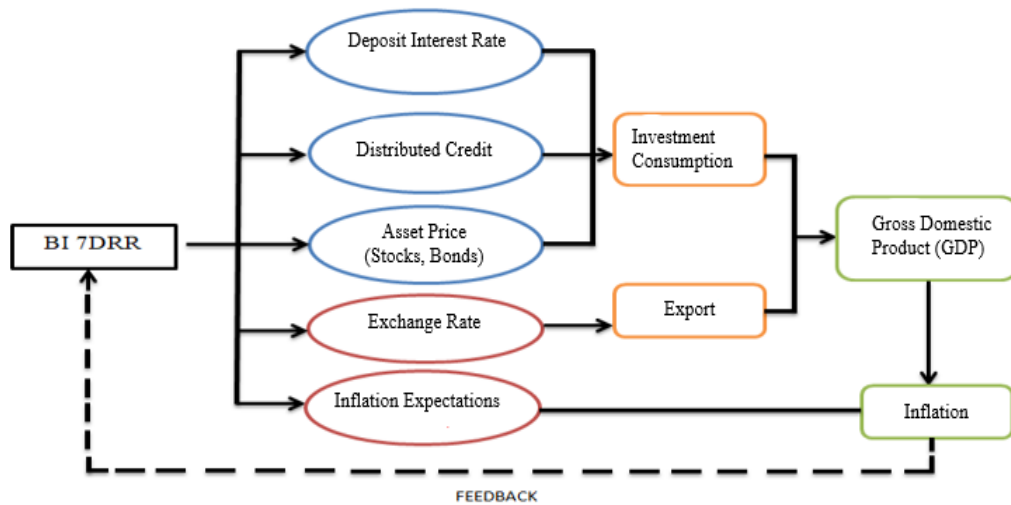 Deposit Interest Rate
Distributed Credit
Investment
Consumption
Asset Price
(Stocks, Bonds)
BI 7DRR
Gross Domestic
Product (GDP)
Exchange Rate
Export
Inflation Expectations
Inflation
FEEDBACK